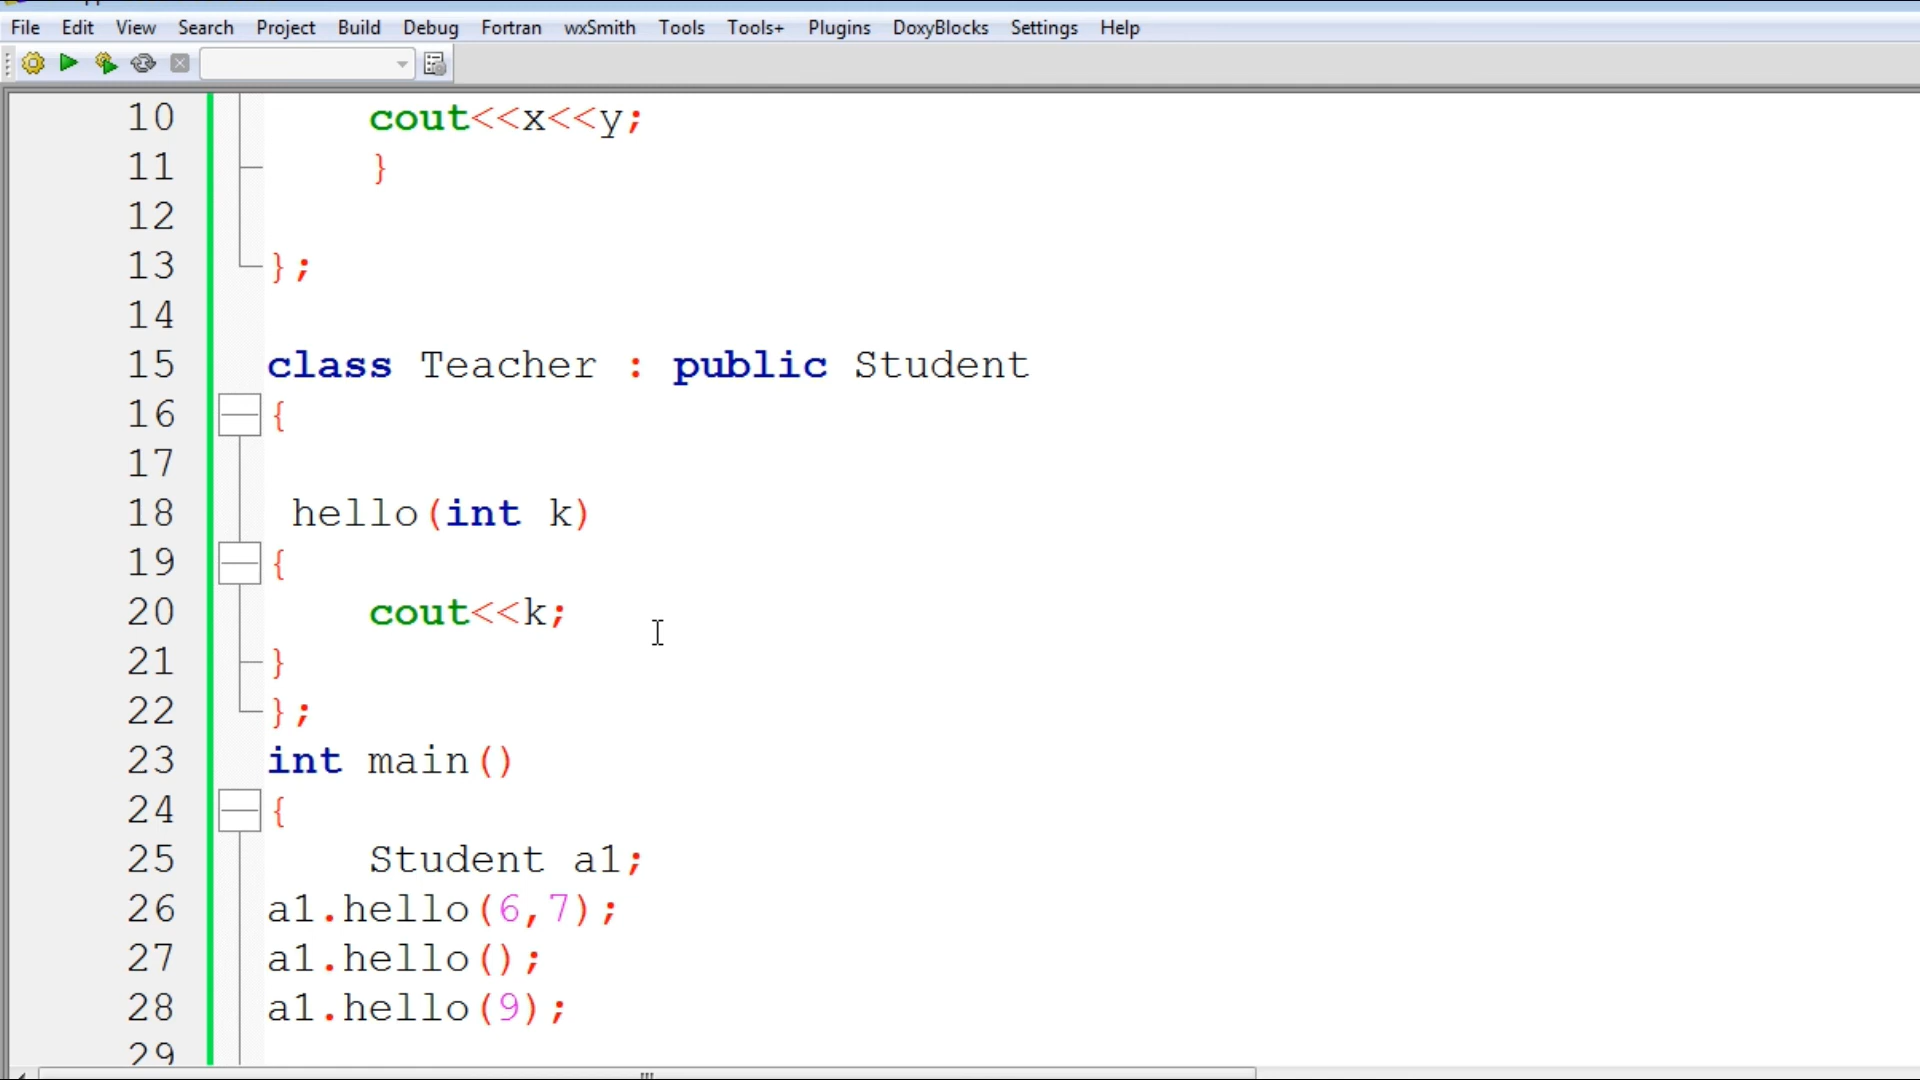 File Edit View Search Project Build Debug Fortran wxSmith Tools Tools+ Plugins DoxyBlocks Settings Help
10 cout<<x<<y;
11 }
12
13 };
14
15 class Teacher : public Student
16 {
17
18 hello(int k)
19 {
20 cout<<k;
21 }
22 };
23 int main()
24 {
25 Student a1;
26 a1.hello(6,7);
27 a1.hello();
28 a1.hello(9);
29